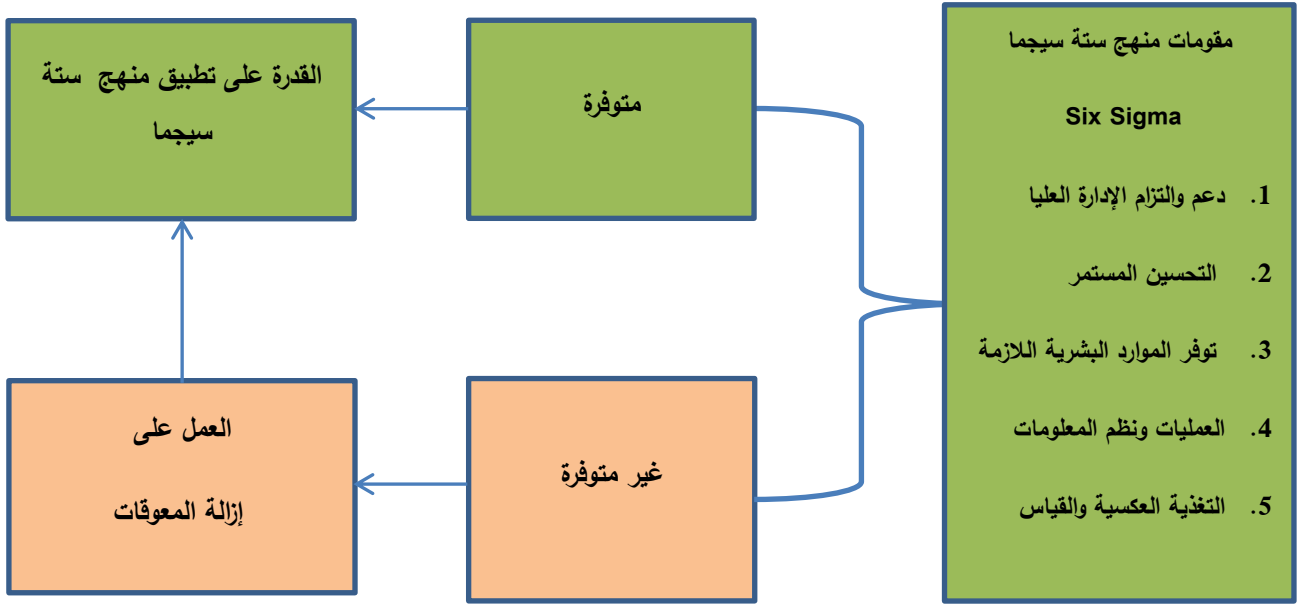 مقومات منهج ستة سيجما
Six Sigma
1. دعم والتزام الإدارة العليا
2. التحسين المستمر
3. توفر الموارد البشرية اللازمة
4. العمليات ونظم المعلومات
5. التغذية العكسية والقياس
متوفرة
القدرة على تطبيق منهج ستة
سيجما
غير متوفرة
العمل على
إزالة المعوقات